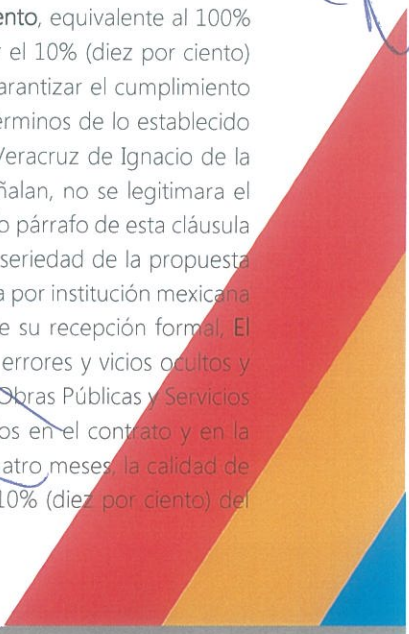 ento, equivalente al 100%
el 10% (diez por ciento)
arantizar el cumplimiento
érminos de lo establecido
Veracruz de Ignacio de la
ñalan, no se legitimara el
o párrafo de esta cláusula
seriedad de la propuesta
a por institución mexicana
e su recepción formal, El
errores y vicios ocultos y
Obras Públicas y Servicios
os en el contrato y en la
atro meses, la calidad de
10% (diez por ciento) del